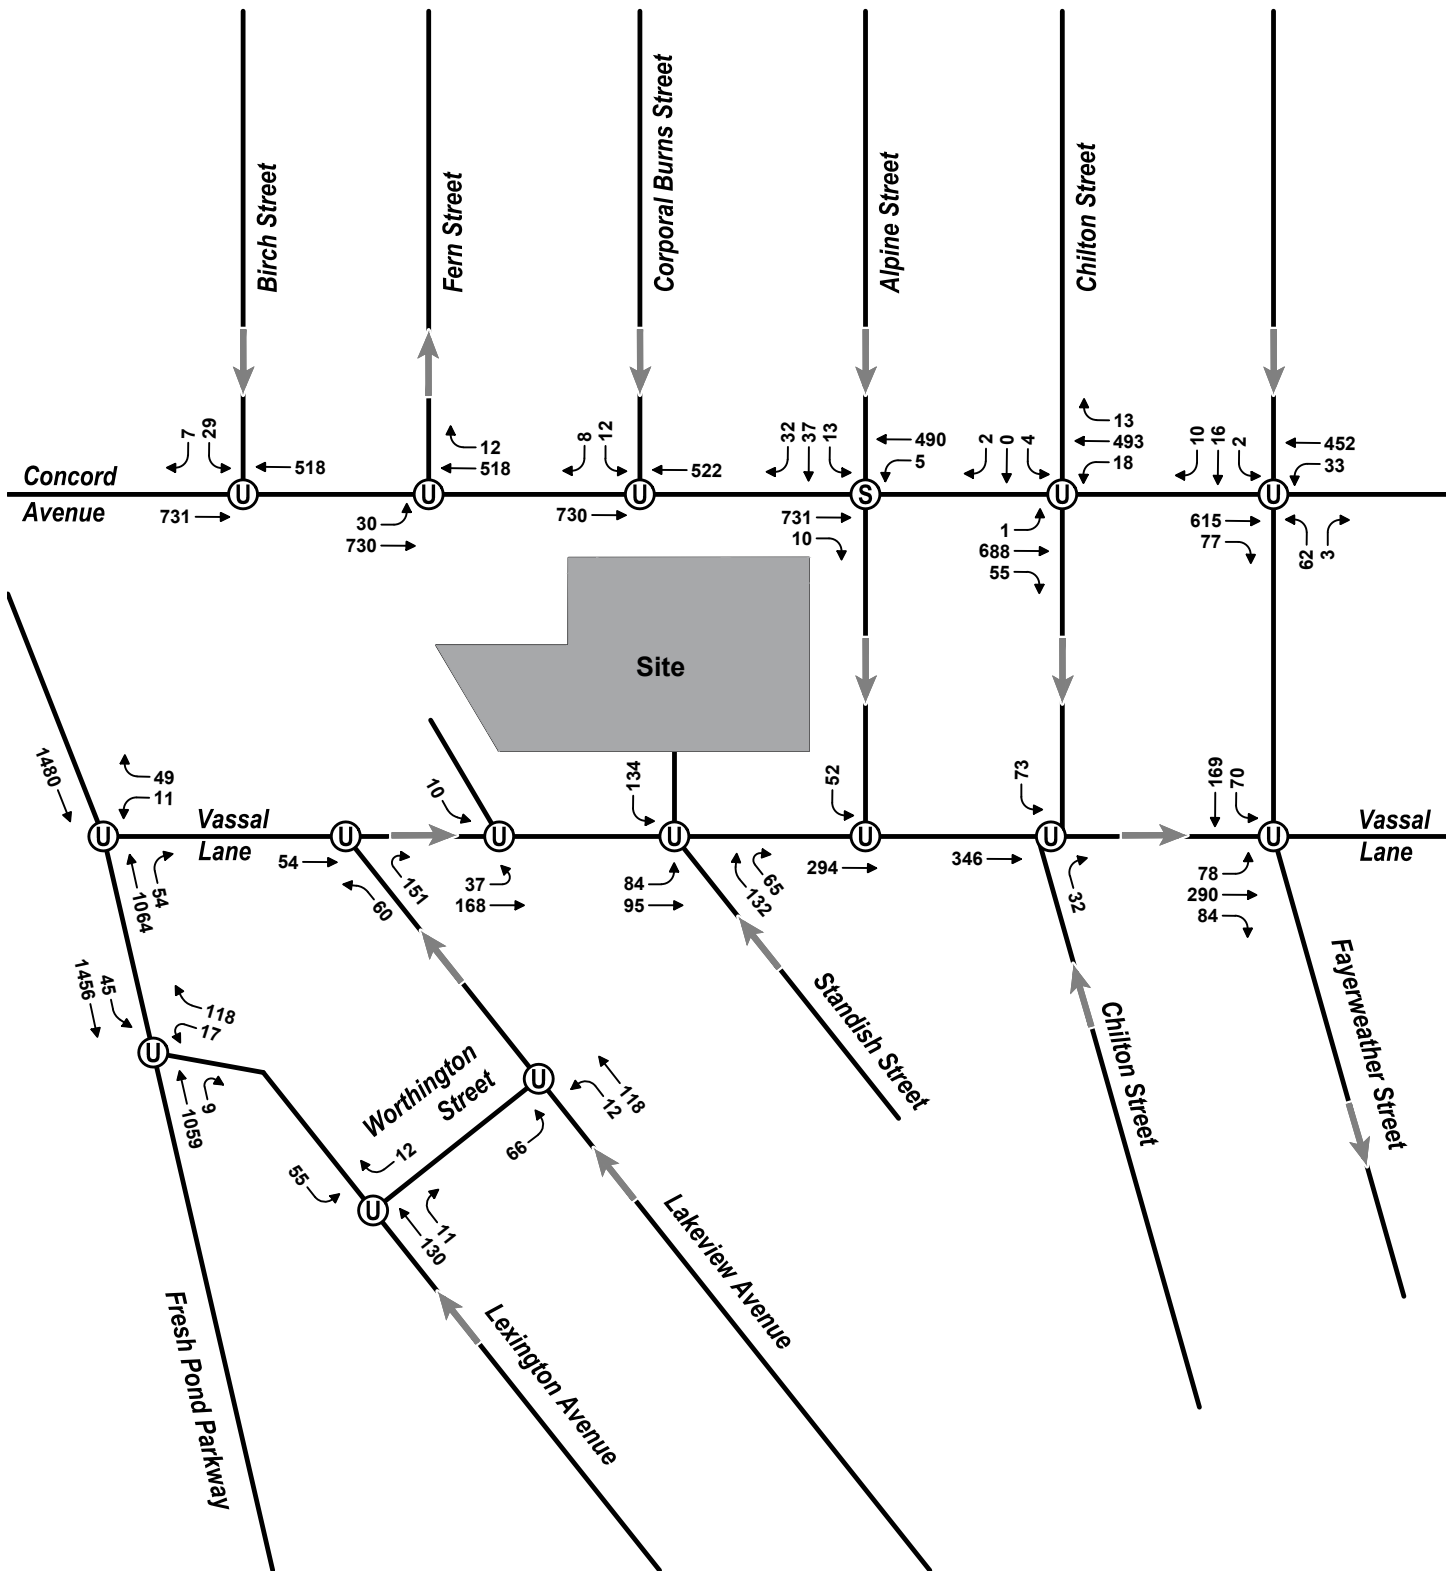 Birch Street
Fern Street
Corporal Burns Street
Alpine Street
Chilton Street
Concord
Avenue
7
29
518
U
731
12
518
U
30
730
8
12
522
U
730
32
37
13
490
5
S
731
10
2
0
4
13
493
18
U
1
688
55
10
16
2
452
33
U
615
77
62
3
Site
1480
49
11
U
1064
54
Vassal
Lane
U
54
60
151
10
U
37
168
134
U
84
95
132
65
52
U
294
73
U
346
32
169
70
U
78
290
84
Vassal
Lane
1456
45
118
17
U
1059
9
Worthington
Street
U
118
12
66
12
55
U
11
130
Standish Street
Chilton Street
Fayerweather Street
Lakeview Avenue
Lexington Avenue
Fresh Pond Parkway